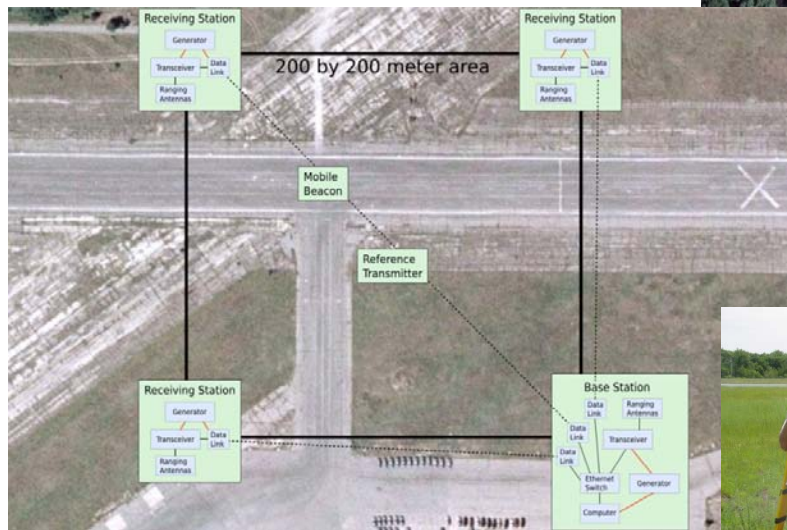 Receiving Station
Generator
Transceiver
Data
Link
Ranging
Antennas
Receiving Station
Generator
Transceiver
Data
Link
Ranging
Antennas
200 by 200 meter area
Mobile
Beacon
Reference
Transmitter
Receiving Station
Generator
Transceiver
Data
Link
Ranging
Antennas
Base Station
Data
Link
Ranging
Antennas
Data
Link
Transceiver
Data
Link
Ethernet
Switch
Generator
Computer